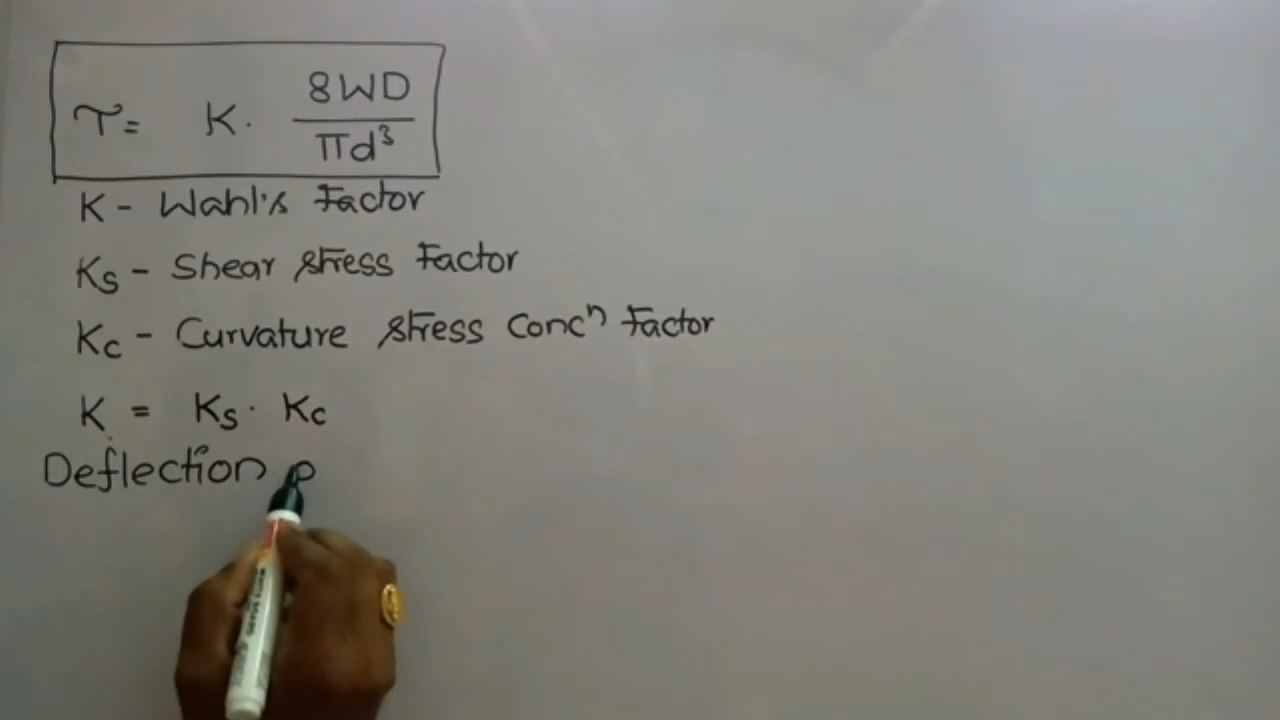 τ = K · 8WD / πd³
K - Wahl's Factor
Ks - Shear stress Factor
Kc - Curvature stress Concⁿ Factor
K = Ks · Kc
Deflection